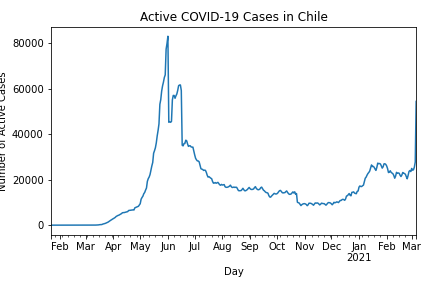 Active COVID-19 Cases in Chile
Number of Active Cases
80000
60000
40000
20000
0
Feb Mar Apr May Jun Jul Aug Sep Oct Nov Dec Jan Feb Mar
2021
Day